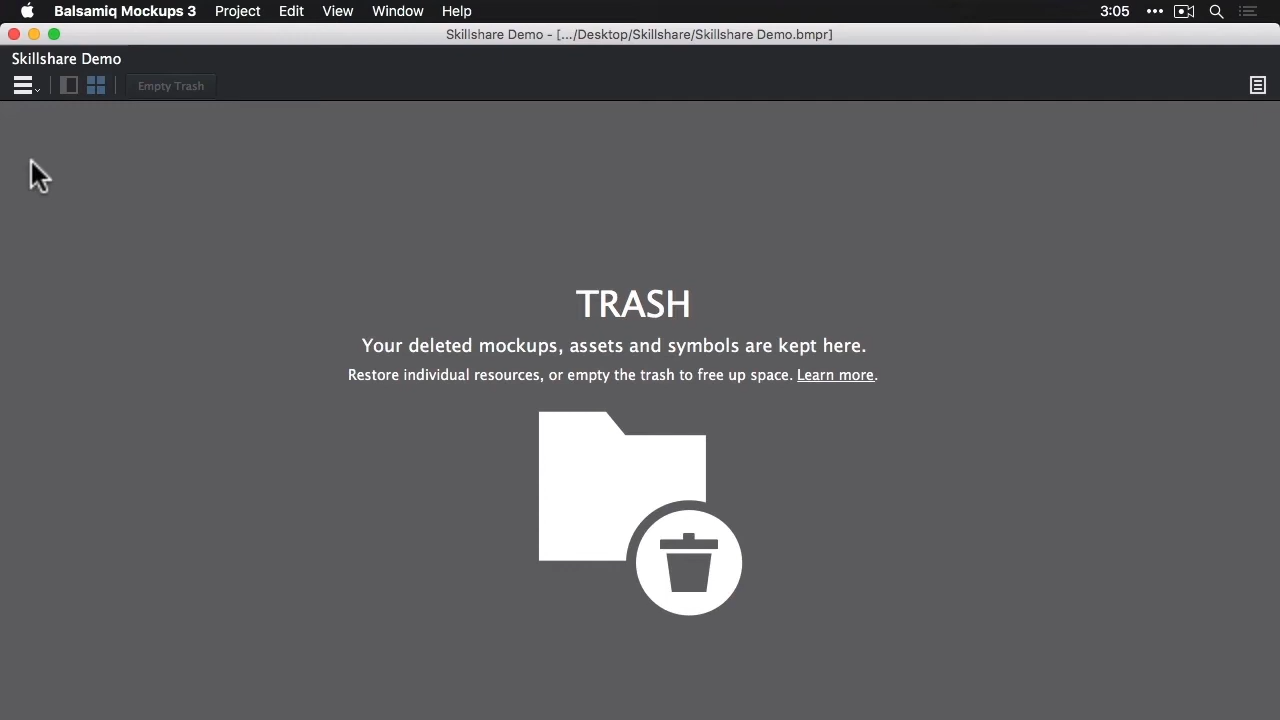 Balsamiq Mockups 3 Project Edit View Window Help 3:05
Skillshare Demo - [.../Desktop/Skillshare/Skillshare Demo.bmpr]
Skillshare Demo
Empty Trash
TRASH
Your deleted mockups, assets and symbols are kept here.
Restore individual resources, or empty the trash to free up space. Learn more.